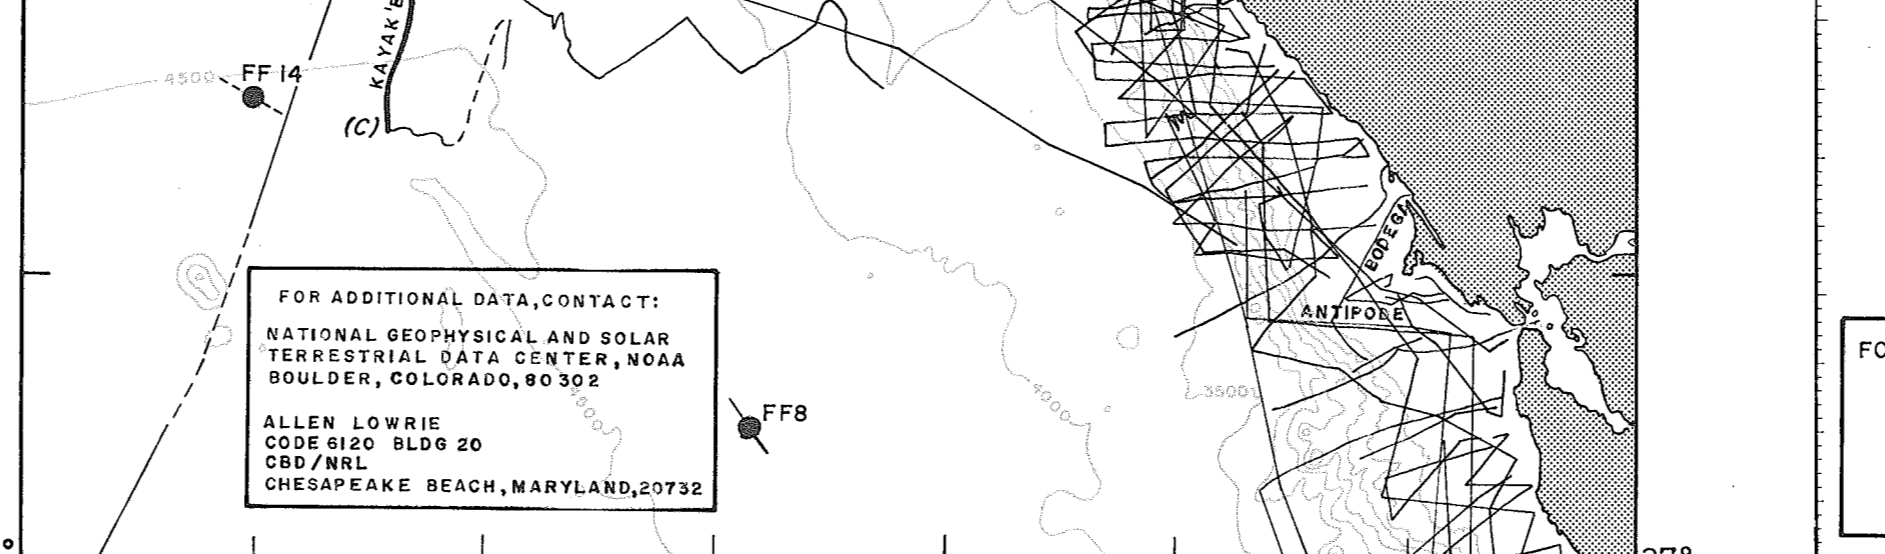 KAYAK'E
4500
FF 14
(C)
BODEGA
ANTIPODE
FOR ADDITIONAL DATA, CONTACT:
NATIONAL GEOPHYSICAL AND SOLAR
TERRESTRIAL DATA CENTER, NOAA
BOULDER, COLORADO, 80302
ALLEN LOWRIE
CODE 6120 BLDG 20
CBD/NRL
CHESAPEAKE BEACH, MARYLAND, 20732
4000
FF8
4000
3500
FO